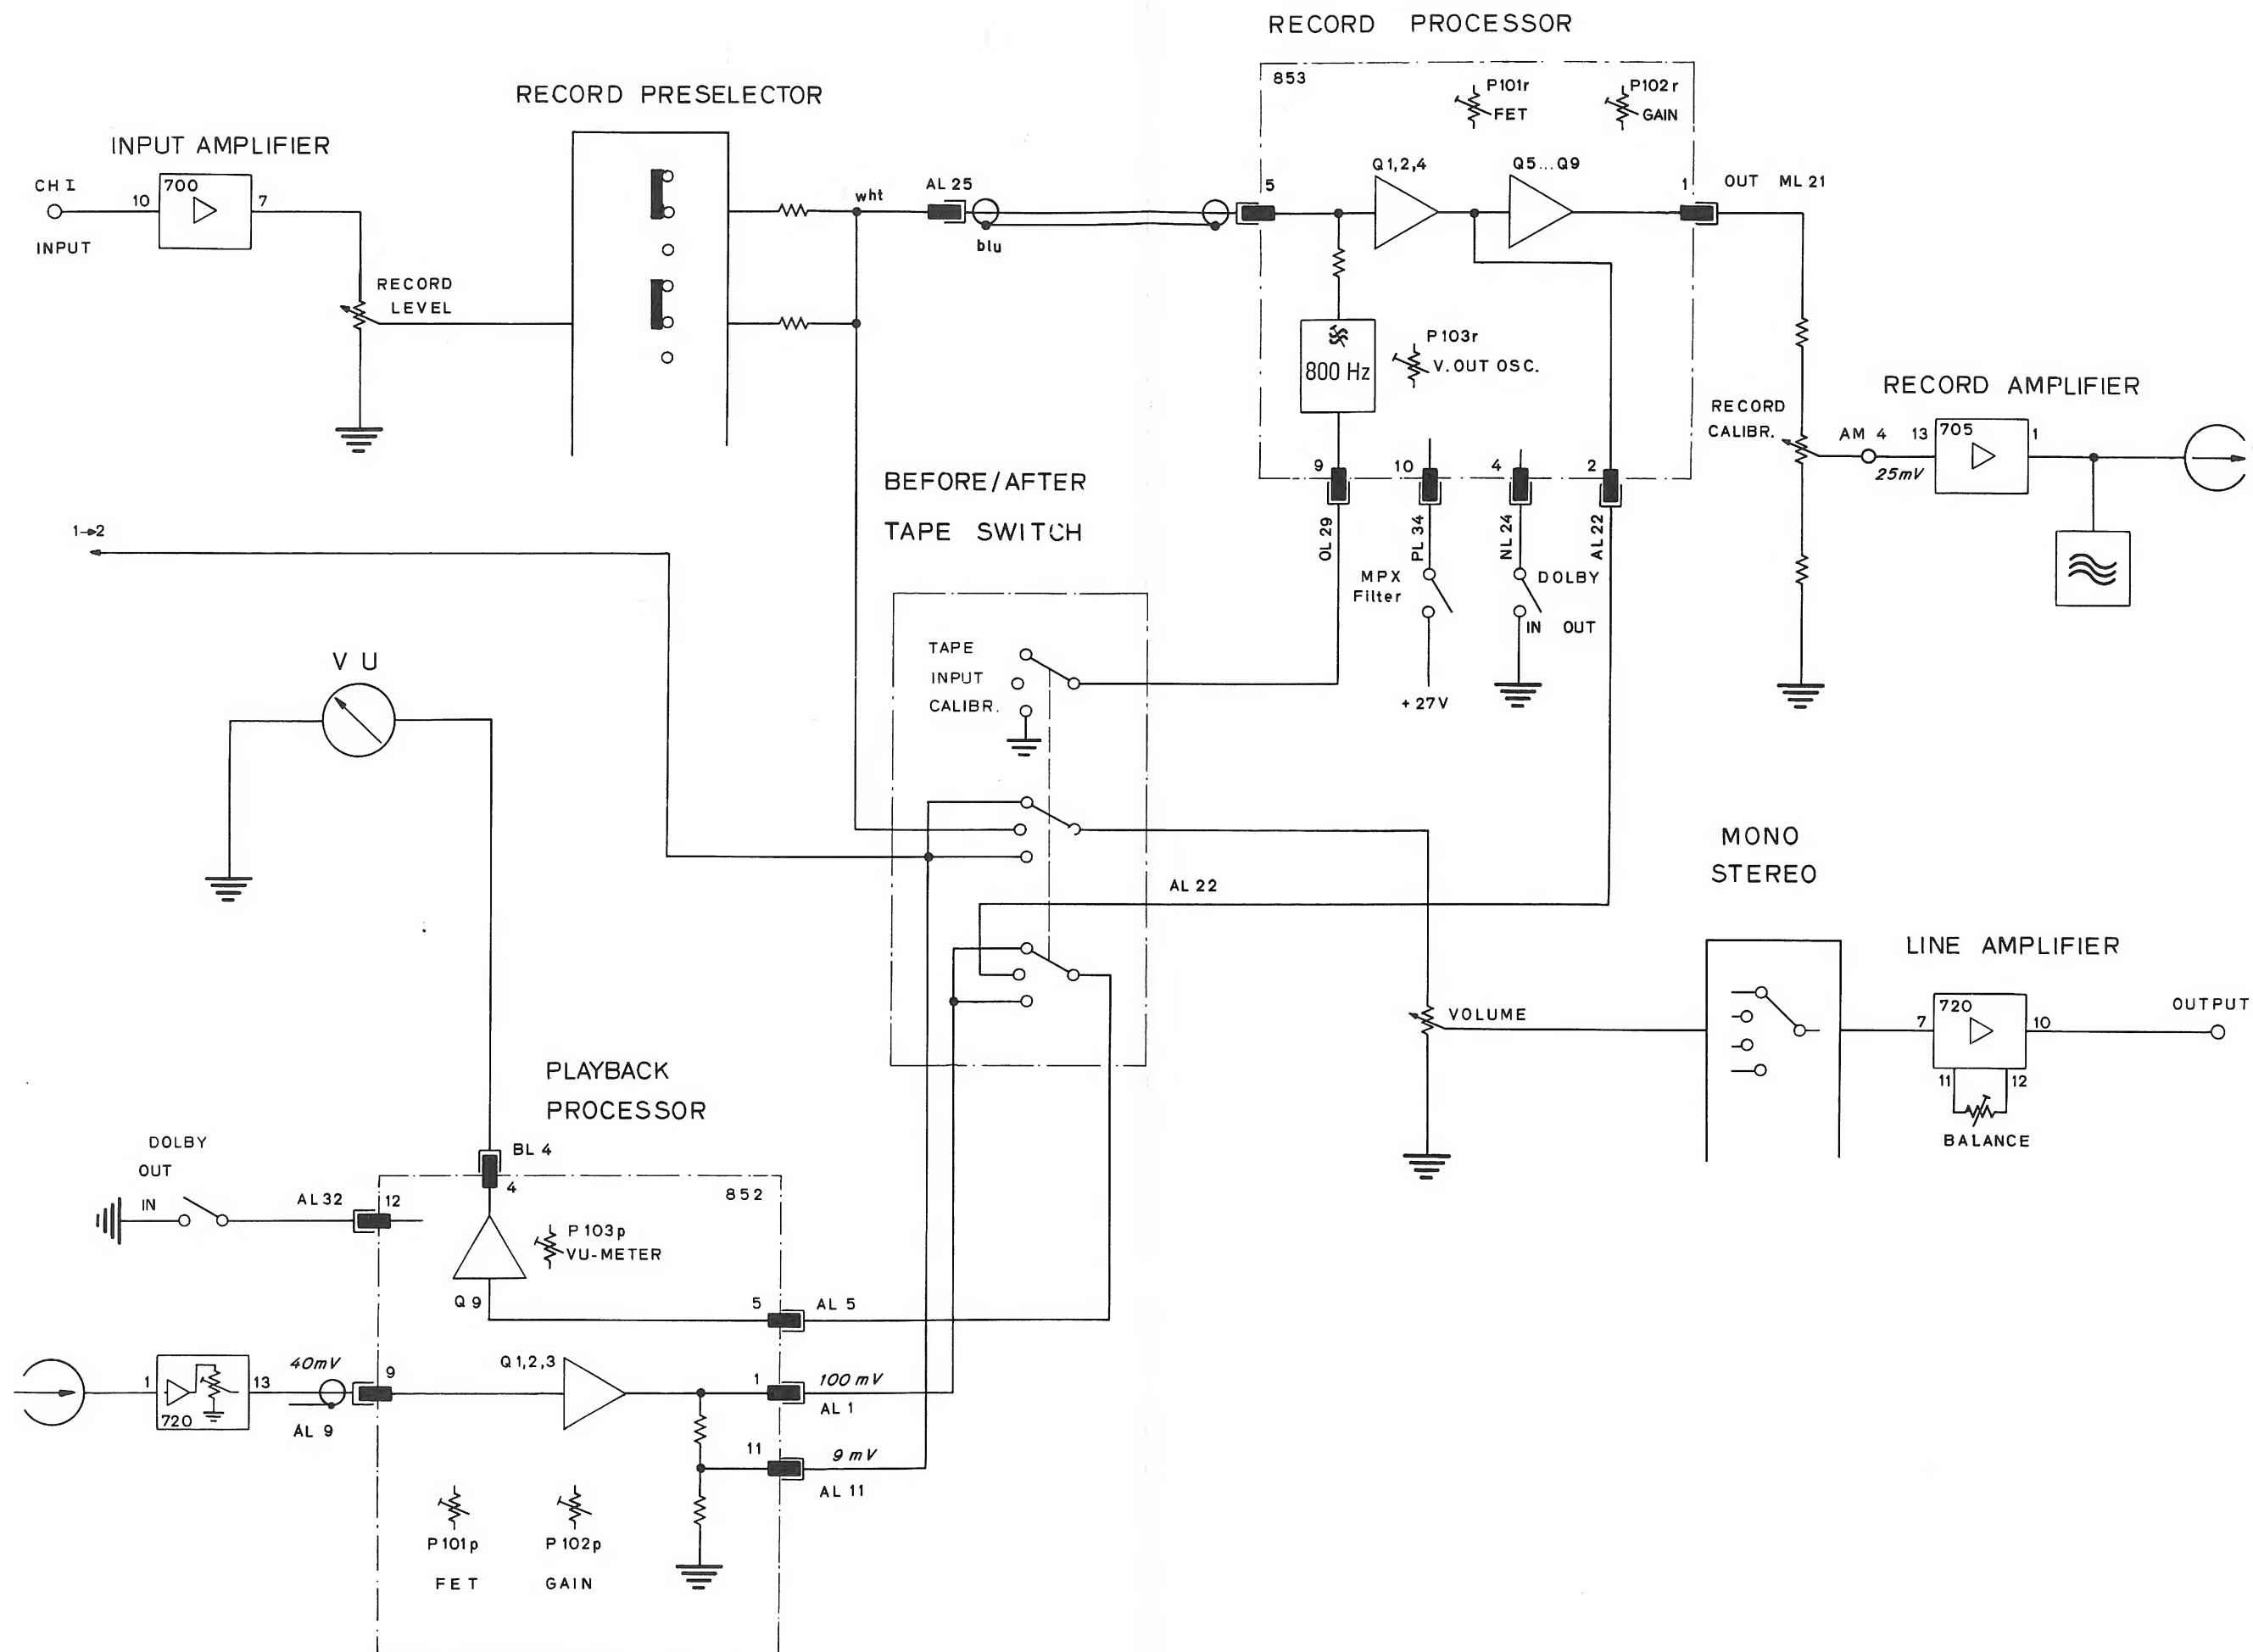 RECORD PROCESSOR
853
P101r
FET
P102r
GAIN
RECORD PRESELECTOR
INPUT AMPLIFIER
CH I
INPUT
10
700
7
RECORD
LEVEL
wht
AL 25
blu
5
Q1,2,4
Q5...Q9
1
OUT ML 21
800 Hz
P103r
V.OUT OSC.
RECORD
CALIBR.
RECORD AMPLIFIER
AM 4
13
705
1
25mV
9
10
4
2
OL 29
PL 34
NL 24
AL 22
MPX
Filter
DOLBY
IN OUT
+27V
BEFORE/AFTER
TAPE SWITCH
1→2
TAPE
INPUT
CALIBR.
VU
AL 22
MONO
STEREO
LINE AMPLIFIER
VOLUME
7
720
10
OUTPUT
11
12
BALANCE
PLAYBACK
PROCESSOR
DOLBY
OUT
IN
AL 32
12
BL 4
4
852
P103p
VU-METER
Q9
5
AL 5
1
720
13
40mV
AL 9
9
Q1,2,3
1
100 mV
AL 1
11
9 mV
AL 11
P101p
FET
P102p
GAIN